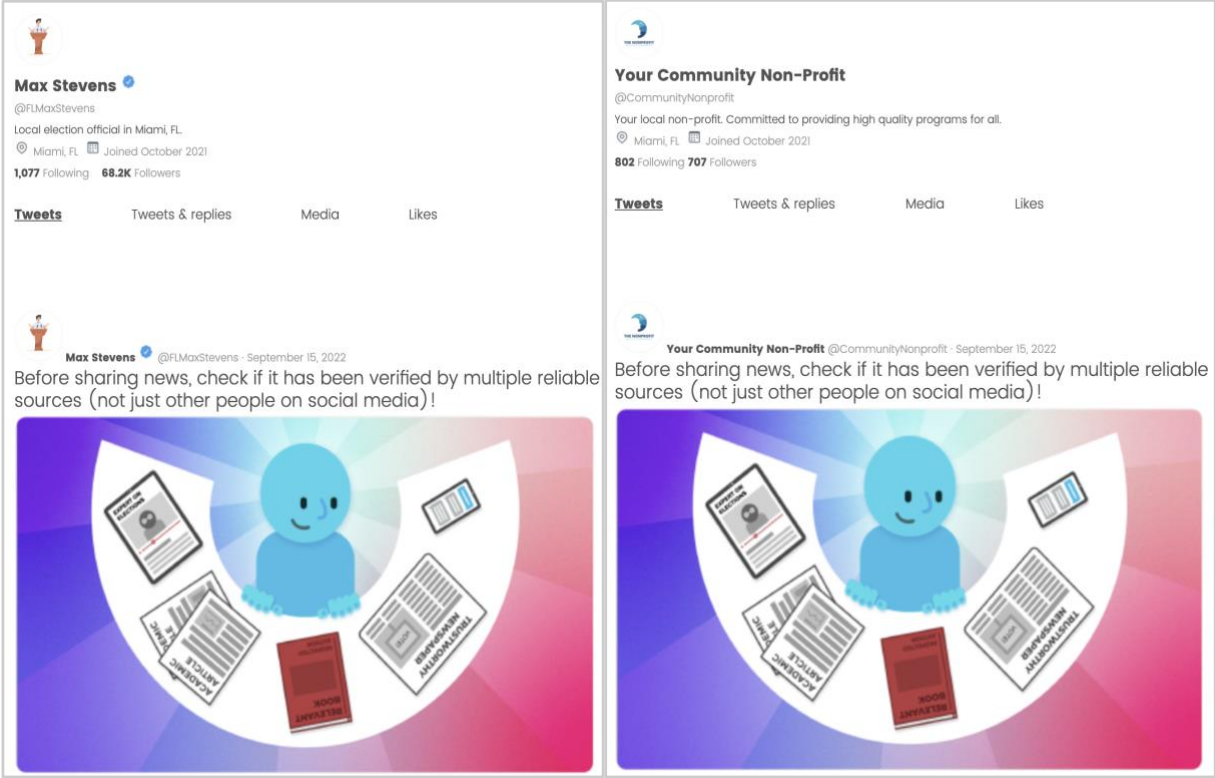 Max Stevens
@FLMaxStevens
Local election official in Miami, FL.
Miami, FL Joined October 2021
1,077 Following 68.2K Followers
Tweets Tweets & replies Media Likes
Max Stevens @FLMaxStevens · September 15, 2022
Before sharing news, check if it has been verified by multiple reliable
sources (not just other people on social media)!
EXPERT ON
ELECTIONS
ACADEMIC
ARTICLE
RELEVANT
BOOK
VOTE
TRUSTWORTHY
NEWSPAPER
THE NONPROFIT
Your Community Non-Profit
@CommunityNonprofit
Your local non-profit. Committed to providing high quality programs for all.
Miami, FL Joined October 2021
802 Following 707 Followers
Tweets Tweets & replies Media Likes
THE NONPROFIT
Your Community Non-Profit @CommunityNonprofit · September 15, 2022
Before sharing news, check if it has been verified by multiple reliable
sources (not just other people on social media)!
EXPERT ON
ELECTIONS
ACADEMIC
ARTICLE
RELEVANT
BOOK
VOTE
TRUSTWORTHY
NEWSPAPER